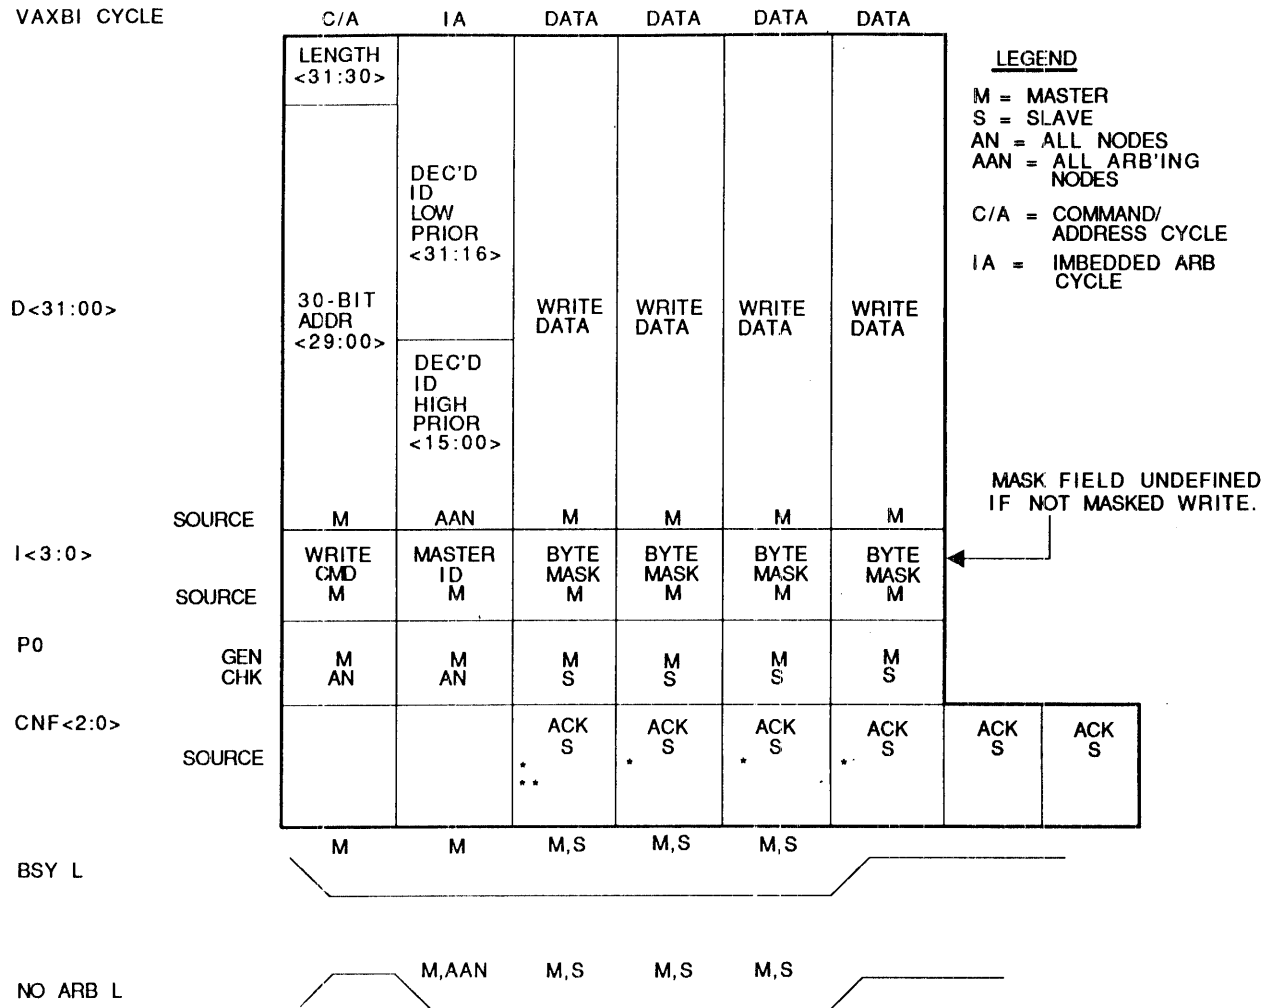 VAXBI CYCLE C/A IA DATA DATA DATA DATA
LENGTH
<31:30>
LEGEND
M = MASTER
S = SLAVE
AN = ALL NODES
AAN = ALL ARB'ING
NODES
C/A = COMMAND/
ADDRESS CYCLE
IA = IMBEDDED ARB
CYCLE
DEC'D
ID
LOW
PRIOR
<31:16>
D<31:00>
30-BIT
ADDR
<29:00>
WRITE WRITE WRITE WRITE
DATA DATA DATA DATA
DEC'D
ID
HIGH
PRIOR
<15:00>
MASK FIELD UNDEFINED
IF NOT MASKED WRITE.
SOURCE M AAN M M M M
I<3:0> WRITE MASTER BYTE BYTE BYTE BYTE
CMD ID MASK MASK MASK MASK
SOURCE M M M M M M
P0
GEN M M M M M M
CHK AN AN S S S S
CNF<2:0> ACK ACK ACK ACK ACK ACK
SOURCE S S S S S S
* * * *
**
M M M,S M,S M,S
BSY L
M,AAN M,S M,S M,S
NO ARB L